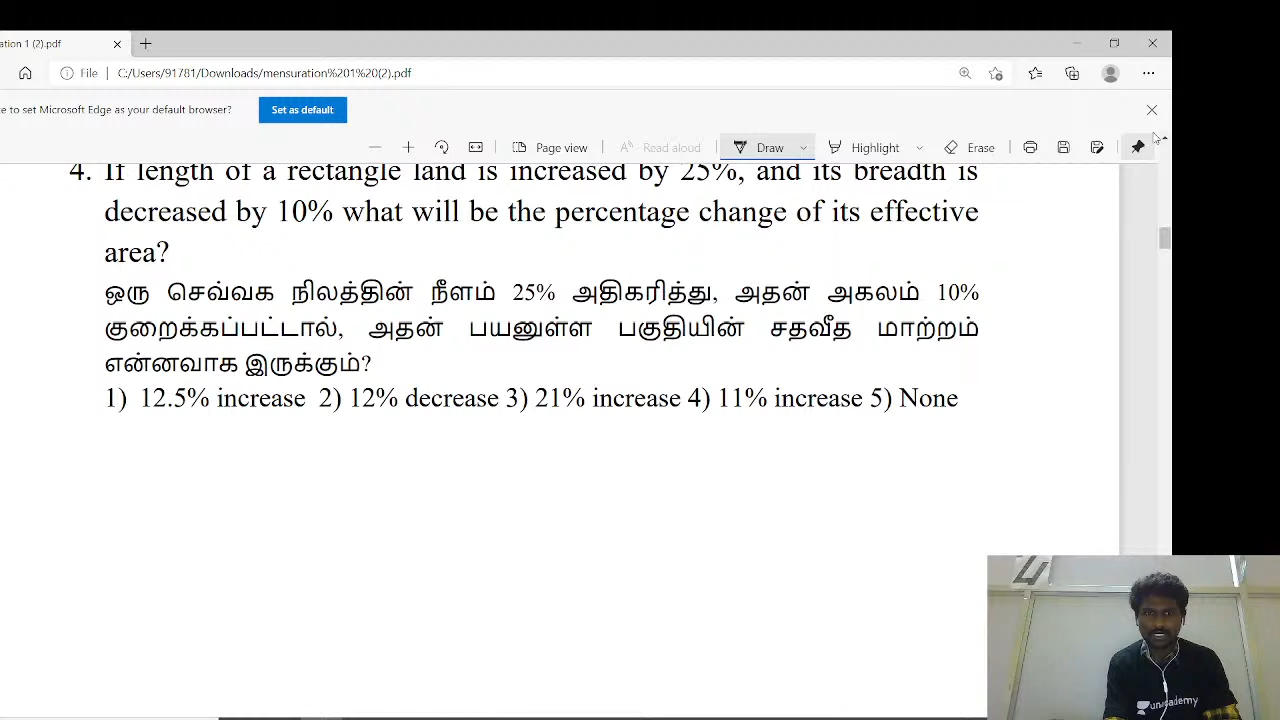 ation 1 (2).pdf
File C:/Users/91781/Downloads/mensuration%201%20(2).pdf
e to set Microsoft Edge as your default browser? Set as default
Page view Read aloud Draw Highlight Erase
4. If length of a rectangle land is increased by 25%, and its breadth is
decreased by 10% what will be the percentage change of its effective
area?
ஒரு செவ்வக நிலத்தின் நீளம் 25% அதிகரித்து, அதன் அகலம் 10%
குறைக்கப்பட்டால், அதன் பயனுள்ள பகுதியின் சதவீத மாற்றம்
என்னவாக இருக்கும்?
1) 12.5% increase 2) 12% decrease 3) 21% increase 4) 11% increase 5) None
unacademy